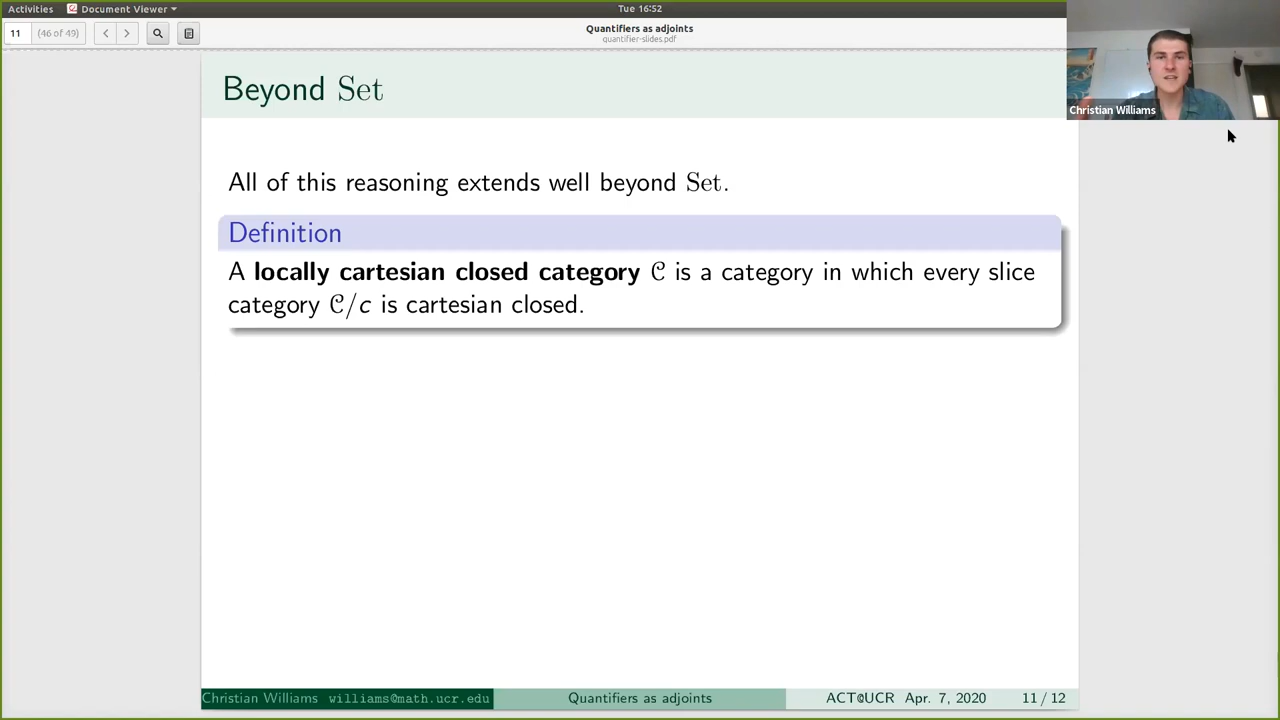 Activities Document Viewer Tue 16:52
11 (46 of 49) Quantifiers as adjoints
quantifier-slides.pdf
Christian Williams
Beyond Set
All of this reasoning extends well beyond Set.
Definition
A locally cartesian closed category 𝒞 is a category in which every slice
category 𝒞/c is cartesian closed.
Christian Williams williams@math.ucr.edu Quantifiers as adjoints ACT@UCR Apr. 7, 2020 11 / 12